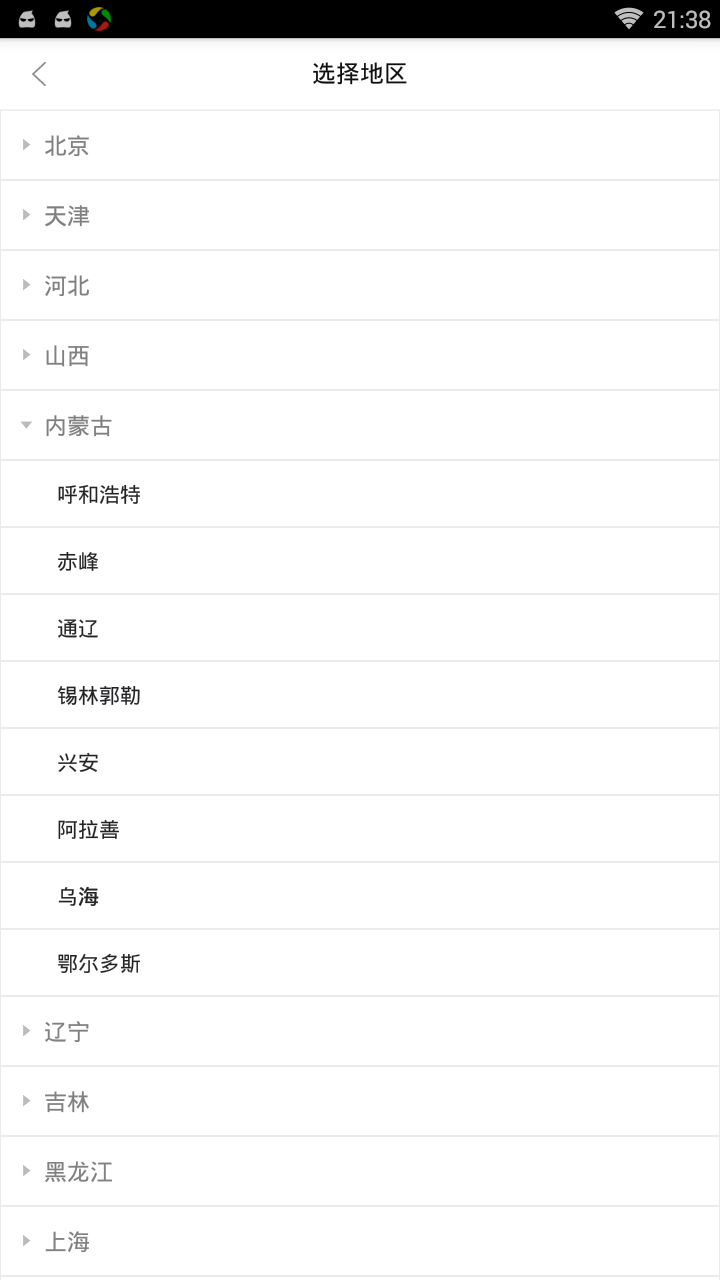 21:38
选择地区
北京
天津
河北
山西
内蒙古
呼和浩特
赤峰
通辽
锡林郭勒
兴安
阿拉善
乌海
鄂尔多斯
辽宁
吉林
黑龙江
上海